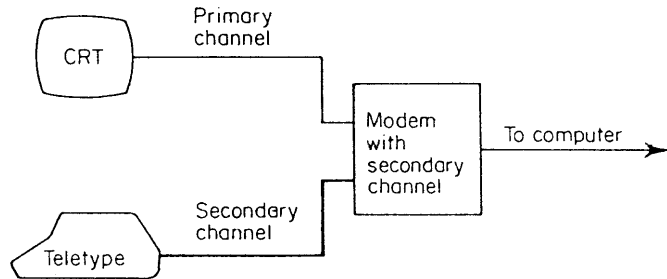 Primary
channel
CRT
Modem
with
secondary
channel
To computer
Secondary
channel
Teletype